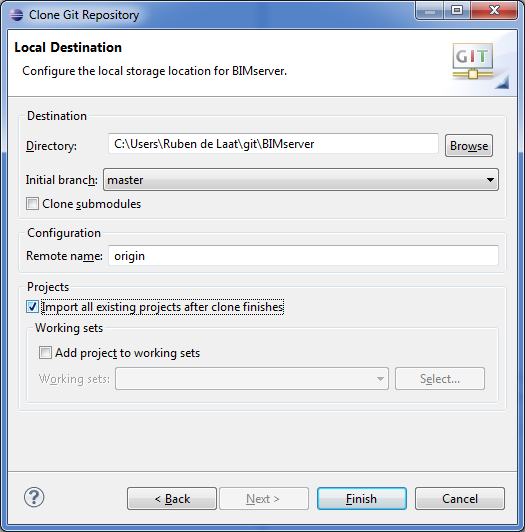 Clone Git Repository
Local Destination
Configure the local storage location for BIMserver.
GIT
Destination
Directory: C:\Users\Ruben de Laat\git\BIMserver Browse
Initial branch: master
Clone submodules
Configuration
Remote name: origin
Projects
Import all existing projects after clone finishes
Working sets
Add project to working sets
Working sets: Select...
? < Back Next > Finish Cancel